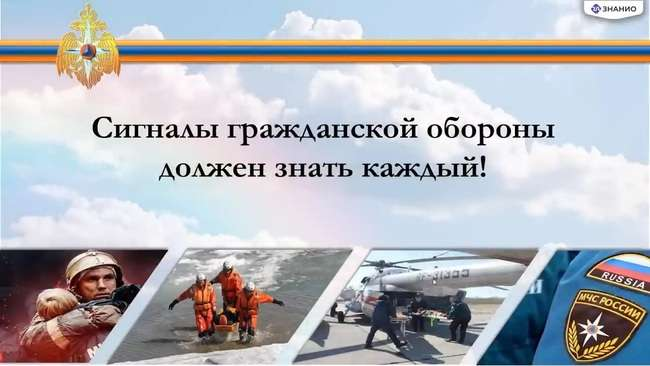 ЗНАНИО
Сигналы гражданской обороны
должен знать каждый!
RUSSIA
МЧС РОССИИ